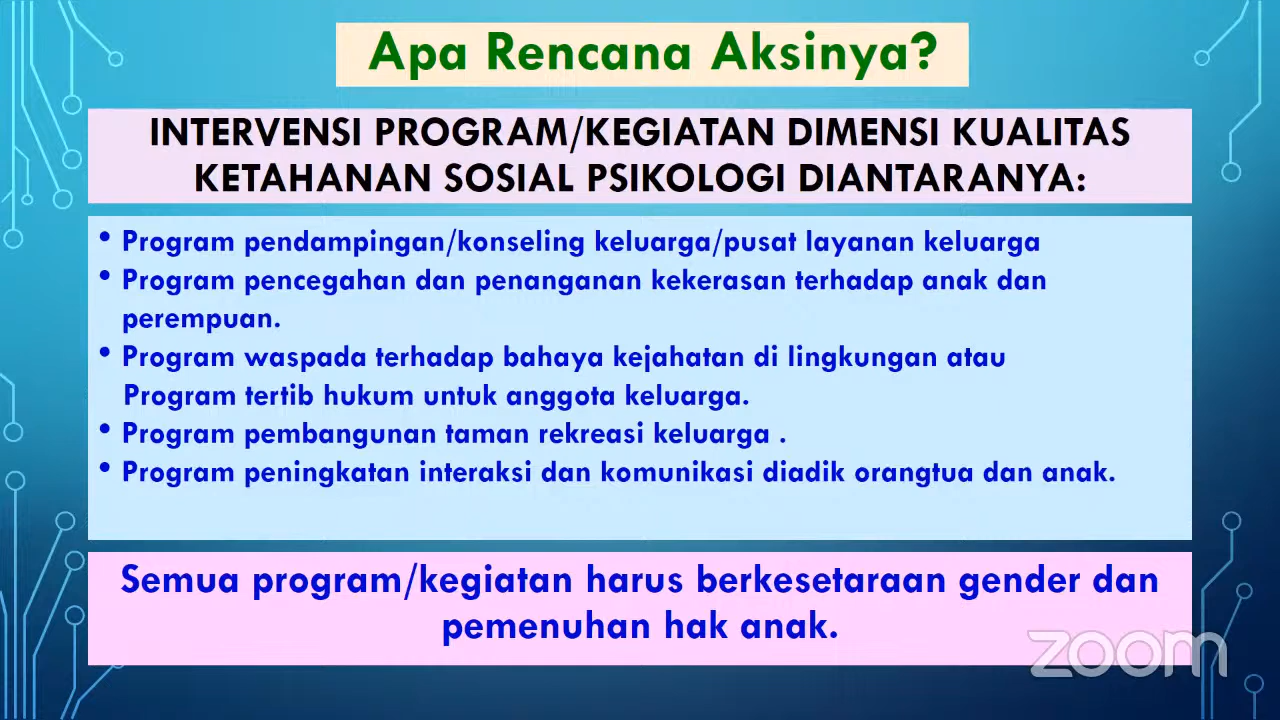 Apa Rencana Aksinya?
INTERVENSI PROGRAM/KEGIATAN DIMENSI KUALITAS
KETAHANAN SOSIAL PSIKOLOGI DIANTARANYA:
• Program pendampingan/konseling keluarga/pusat layanan keluarga
• Program pencegahan dan penanganan kekerasan terhadap anak dan
perempuan.
• Program waspada terhadap bahaya kejahatan di lingkungan atau
Program tertib hukum untuk anggota keluarga.
• Program pembangunan taman rekreasi keluarga .
• Program peningkatan interaksi dan komunikasi diadik orangtua dan anak.
Semua program/kegiatan harus berkesetaraan gender dan
pemenuhan hak anak.
zoom